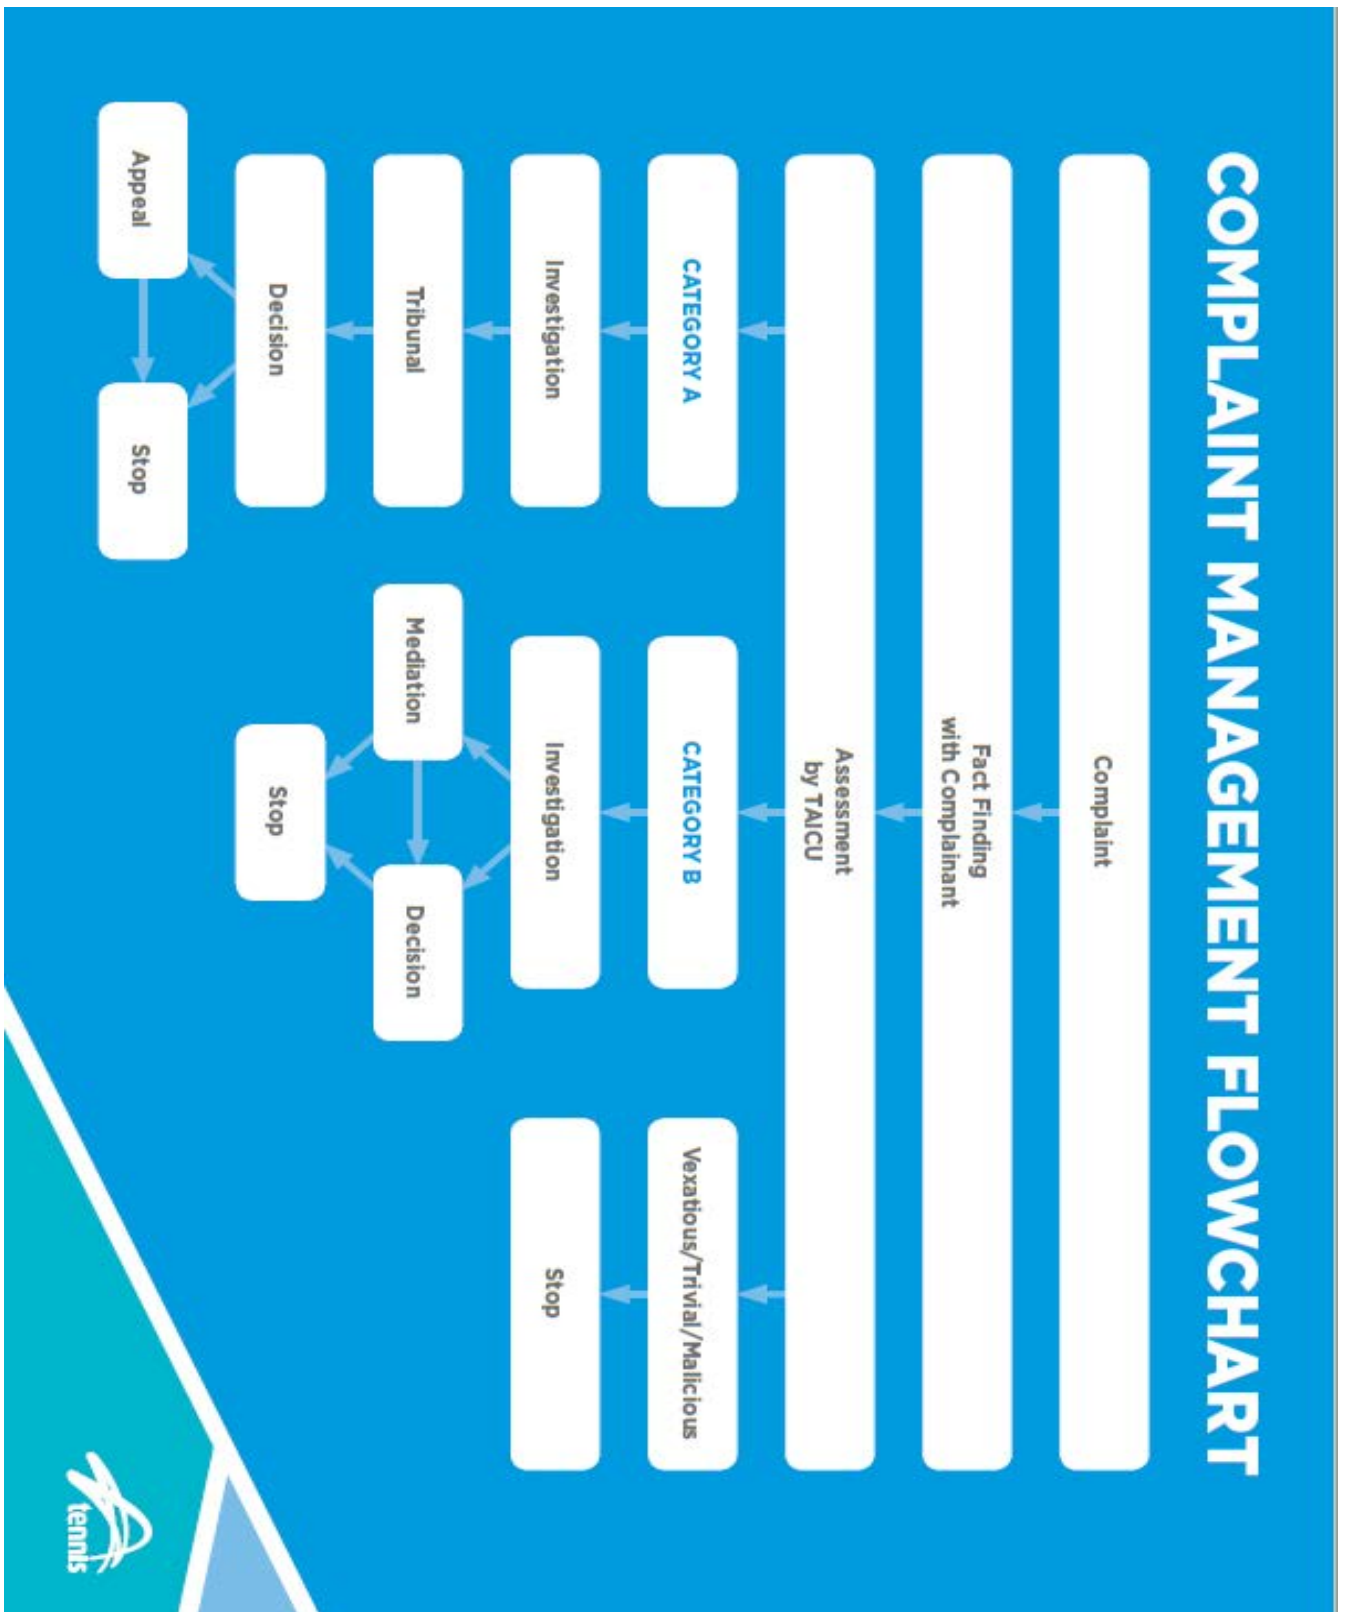 COMPLAINT MANAGEMENT FLOWCHART
Complaint
Fact Finding
with Complainant
Assessment
by TAICU
CATEGORY A
CATEGORY B
Vexatious/Trivial/Malicious
Investigation
Investigation
Stop
Tribunal
Mediation
Decision
Decision
Stop
Appeal
Stop
tennis